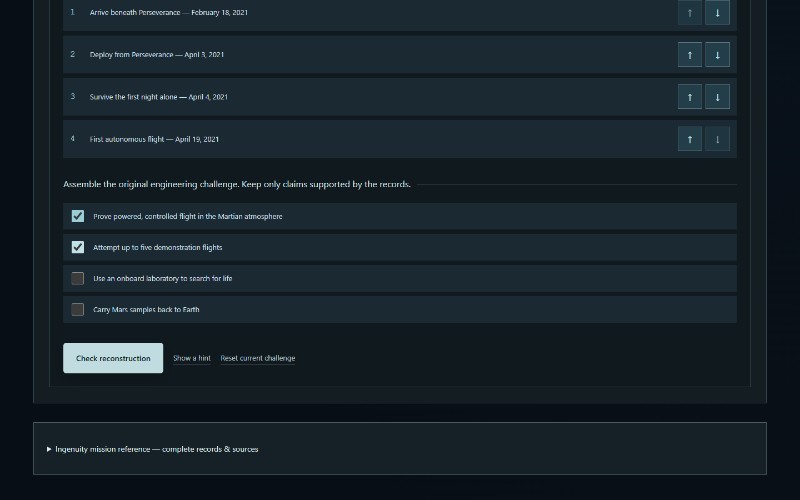 1 Arrive beneath Perseverance — February 18, 2021 ↑ ↓
2 Deploy from Perseverance — April 3, 2021 ↑ ↓
3 Survive the first night alone — April 4, 2021 ↑ ↓
4 First autonomous flight — April 19, 2021 ↑ ↓
Assemble the original engineering challenge. Keep only claims supported by the records.
Prove powered, controlled flight in the Martian atmosphere
Attempt up to five demonstration flights
Use an onboard laboratory to search for life
Carry Mars samples back to Earth
Check reconstruction Show a hint Reset current challenge
▶ Ingenuity mission reference — complete records & sources